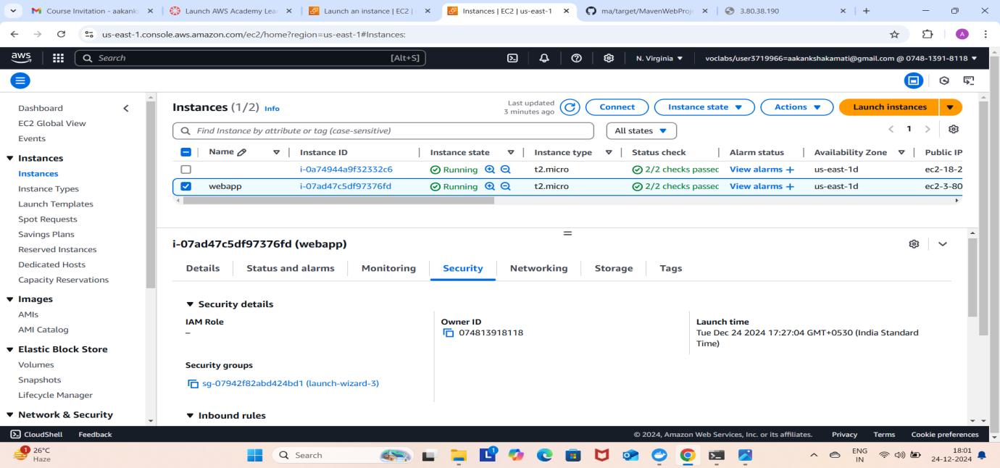 Course Invitation - aakank
Launch AWS Academy Lear
Launch an instance | EC2 |
Instances | EC2 | us-east-1
ma/target/MavenWebProje
3.80.38.190
us-east-1.console.aws.amazon.com/ec2/home?region=us-east-1#Instances:
A
aws
Search
[Alt+S]
N. Virginia
voclabs/user3719966=aakankshakamati@gmail.com @ 0748-1391-8118
Dashboard
EC2 Global View
Events
Instances
Instances
Instance Types
Launch Templates
Spot Requests
Savings Plans
Reserved Instances
Dedicated Hosts
Capacity Reservations
Images
AMIs
AMI Catalog
Elastic Block Store
Volumes
Snapshots
Lifecycle Manager
Network & Security
Instances (1/2) Info
Last updated
3 minutes ago
Connect
Instance state
Actions
Launch instances
Find Instance by attribute or tag (case-sensitive)
All states
1
Name Instance ID Instance state Instance type Status check Alarm status Availability Zone Public IP
i-0a74944a9f32332c6 Running t2.micro 2/2 checks passec View alarms + us-east-1d ec2-18-2
webapp i-07ad47c5df97376fd Running t2.micro 2/2 checks passec View alarms + us-east-1d ec2-3-80
i-07ad47c5df97376fd (webapp)
Details Status and alarms Monitoring Security Networking Storage Tags
Security details
IAM Role
–
Owner ID
074813918118
Launch time
Tue Dec 24 2024 17:27:04 GMT+0530 (India Standard
Time)
Security groups
sg-07942f82abd424bd1 (launch-wizard-3)
Inbound rules
CloudShell Feedback
© 2024, Amazon Web Services, Inc. or its affiliates. Privacy Terms Cookie preferences
1
26°C
Haze
Search
1
ENG
IN
18:01
24-12-2024